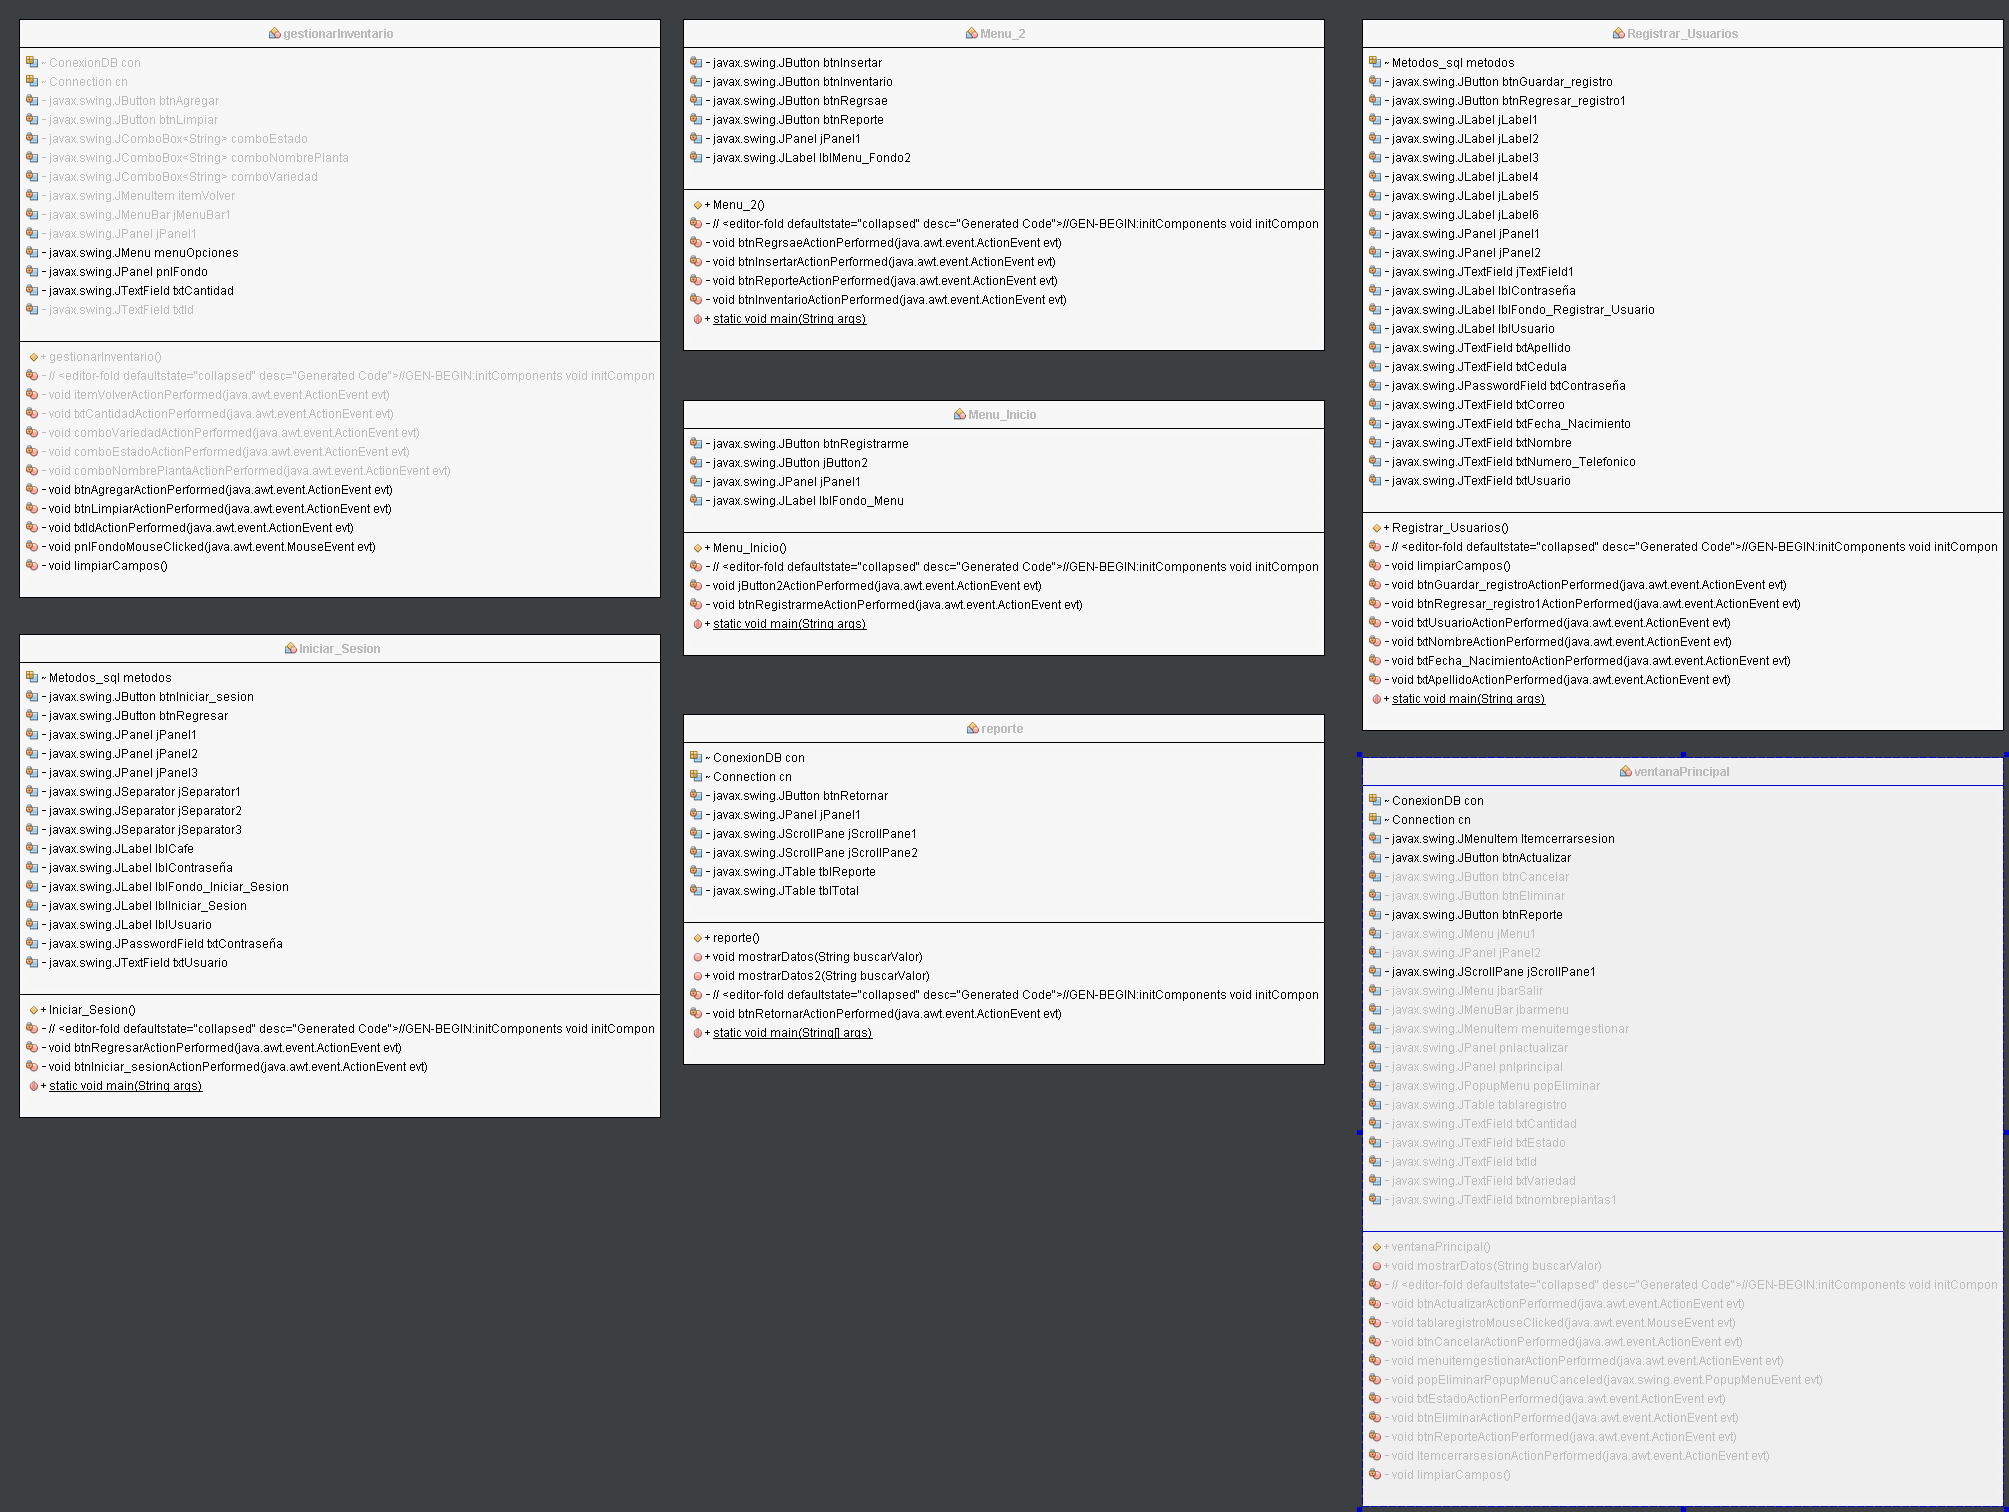 gestionarInventario
~ ConexionDB con
~ Connection cn
- javax.swing.JButton btnAgregar
- javax.swing.JButton btnLimpiar
- javax.swing.JComboBox<String> comboEstado
- javax.swing.JComboBox<String> comboNombrePlanta
- javax.swing.JComboBox<String> comboVariedad
- javax.swing.JMenuItem itemVolver
- javax.swing.JMenuBar jMenuBar1
- javax.swing.JPanel jPanel1
- javax.swing.JMenu menuOpciones
- javax.swing.JPanel pnlFondo
- javax.swing.JTextField txtCantidad
- javax.swing.JTextField txtId
+ gestionarInventario()
- // <editor-fold defaultstate="collapsed" desc="Generated Code">//GEN-BEGIN:initComponents void initCompon
- void itemVolverActionPerformed(java.awt.event.ActionEvent evt)
- void txtCantidadActionPerformed(java.awt.event.ActionEvent evt)
- void comboVariedadActionPerformed(java.awt.event.ActionEvent evt)
- void comboEstadoActionPerformed(java.awt.event.ActionEvent evt)
- void comboNombrePlantaActionPerformed(java.awt.event.ActionEvent evt)
- void btnAgregarActionPerformed(java.awt.event.ActionEvent evt)
- void btnLimpiarActionPerformed(java.awt.event.ActionEvent evt)
- void txtIdActionPerformed(java.awt.event.ActionEvent evt)
- void pnlFondoMouseClicked(java.awt.event.MouseEvent evt)
- void limpiarCampos()
Iniciar_Sesion
~ Metodos_sql metodos
- javax.swing.JButton btnIniciar_sesion
- javax.swing.JButton btnRegresar
- javax.swing.JPanel jPanel1
- javax.swing.JPanel jPanel2
- javax.swing.JPanel jPanel3
- javax.swing.JSeparator jSeparator1
- javax.swing.JSeparator jSeparator2
- javax.swing.JSeparator jSeparator3
- javax.swing.JLabel lblCafe
- javax.swing.JLabel lblContraseña
- javax.swing.JLabel lblFondo_Iniciar_Sesion
- javax.swing.JLabel lblIniciar_Sesion
- javax.swing.JLabel lblUsuario
- javax.swing.JPasswordField txtContraseña
- javax.swing.JTextField txtUsuario
+ Iniciar_Sesion()
- // <editor-fold defaultstate="collapsed" desc="Generated Code">//GEN-BEGIN:initComponents void initCompon
- void btnRegresarActionPerformed(java.awt.event.ActionEvent evt)
- void btnIniciar_sesionActionPerformed(java.awt.event.ActionEvent evt)
+ static void main(String args)
Menu_2
- javax.swing.JButton btnInsertar
- javax.swing.JButton btnInventario
- javax.swing.JButton btnRegrsae
- javax.swing.JButton btnReporte
- javax.swing.JPanel jPanel1
- javax.swing.JLabel lblMenu_Fondo2
+ Menu_2()
- // <editor-fold defaultstate="collapsed" desc="Generated Code">//GEN-BEGIN:initComponents void initCompon
- void btnRegrsaeActionPerformed(java.awt.event.ActionEvent evt)
- void btnInsertarActionPerformed(java.awt.event.ActionEvent evt)
- void btnReporteActionPerformed(java.awt.event.ActionEvent evt)
- void btnInventarioActionPerformed(java.awt.event.ActionEvent evt)
+ static void main(String args)
Menu_Inicio
- javax.swing.JButton btnRegistrarme
- javax.swing.JButton jButton2
- javax.swing.JPanel jPanel1
- javax.swing.JLabel lblFondo_Menu
+ Menu_Inicio()
- // <editor-fold defaultstate="collapsed" desc="Generated Code">//GEN-BEGIN:initComponents void initCompon
- void jButton2ActionPerformed(java.awt.event.ActionEvent evt)
- void btnRegistrarmeActionPerformed(java.awt.event.ActionEvent evt)
+ static void main(String args)
reporte
~ ConexionDB con
~ Connection cn
- javax.swing.JButton btnRetornar
- javax.swing.JPanel jPanel1
- javax.swing.JScrollPane jScrollPane1
- javax.swing.JScrollPane jScrollPane2
- javax.swing.JTable tblReporte
- javax.swing.JTable tblTotal
+ reporte()
+ void mostrarDatos(String buscarValor)
+ void mostrarDatos2(String buscarValor)
- // <editor-fold defaultstate="collapsed" desc="Generated Code">//GEN-BEGIN:initComponents void initCompon
- void btnRetornarActionPerformed(java.awt.event.ActionEvent evt)
+ static void main(String[] args)
Registrar_Usuarios
~ Metodos_sql metodos
- javax.swing.JButton btnGuardar_registro
- javax.swing.JButton btnRegresar_registro1
- javax.swing.JLabel jLabel1
- javax.swing.JLabel jLabel2
- javax.swing.JLabel jLabel3
- javax.swing.JLabel jLabel4
- javax.swing.JLabel jLabel5
- javax.swing.JLabel jLabel6
- javax.swing.JPanel jPanel1
- javax.swing.JPanel jPanel2
- javax.swing.JTextField jTextField1
- javax.swing.JLabel lblContraseña
- javax.swing.JLabel lblFondo_Registrar_Usuario
- javax.swing.JLabel lblUsuario
- javax.swing.JTextField txtApellido
- javax.swing.JTextField txtCedula
- javax.swing.JPasswordField txtContraseña
- javax.swing.JTextField txtCorreo
- javax.swing.JTextField txtFecha_Nacimiento
- javax.swing.JTextField txtNombre
- javax.swing.JTextField txtNumero_Telefonico
- javax.swing.JTextField txtUsuario
+ Registrar_Usuarios()
- // <editor-fold defaultstate="collapsed" desc="Generated Code">//GEN-BEGIN:initComponents void initCompon
- void limpiarCampos()
- void btnGuardar_registroActionPerformed(java.awt.event.ActionEvent evt)
- void btnRegresar_registro1ActionPerformed(java.awt.event.ActionEvent evt)
- void txtUsuarioActionPerformed(java.awt.event.ActionEvent evt)
- void txtNombreActionPerformed(java.awt.event.ActionEvent evt)
- void txtFecha_NacimientoActionPerformed(java.awt.event.ActionEvent evt)
- void txtApellidoActionPerformed(java.awt.event.ActionEvent evt)
+ static void main(String args)
ventanaPrincipal
~ ConexionDB con
~ Connection cn
- javax.swing.JMenuItem Itemcerrarsesion
- javax.swing.JButton btnActualizar
- javax.swing.JButton btnCancelar
- javax.swing.JButton btnEliminar
- javax.swing.JButton btnReporte
- javax.swing.JMenu jMenu1
- javax.swing.JPanel jPanel2
- javax.swing.JScrollPane jScrollPane1
- javax.swing.JMenu jbarSalir
- javax.swing.JMenuBar jbarmenu
- javax.swing.JMenuItem menuitemgestionar
- javax.swing.JPanel pnlactualizar
- javax.swing.JPanel pnlprincipal
- javax.swing.JPopupMenu popEliminar
- javax.swing.JTable tablaregistro
- javax.swing.JTextField txtCantidad
- javax.swing.JTextField txtEstado
- javax.swing.JTextField txtId
- javax.swing.JTextField txtVariedad
- javax.swing.JTextField txtnombreplantas1
+ ventanaPrincipal()
+ void mostrarDatos(String buscarValor)
- // <editor-fold defaultstate="collapsed" desc="Generated Code">//GEN-BEGIN:initComponents void initCompon
- void btnActualizarActionPerformed(java.awt.event.ActionEvent evt)
- void tablaregistroMouseClicked(java.awt.event.MouseEvent evt)
- void btnCancelarActionPerformed(java.awt.event.ActionEvent evt)
- void menuitemgestionarActionPerformed(java.awt.event.ActionEvent evt)
- void popEliminarPopupMenuCanceled(javax.swing.event.PopupMenuEvent evt)
- void txtEstadoActionPerformed(java.awt.event.ActionEvent evt)
- void btnEliminarActionPerformed(java.awt.event.ActionEvent evt)
- void btnReporteActionPerformed(java.awt.event.ActionEvent evt)
- void ItemcerrarsesionActionPerformed(java.awt.event.ActionEvent evt)
- void limpiarCampos()